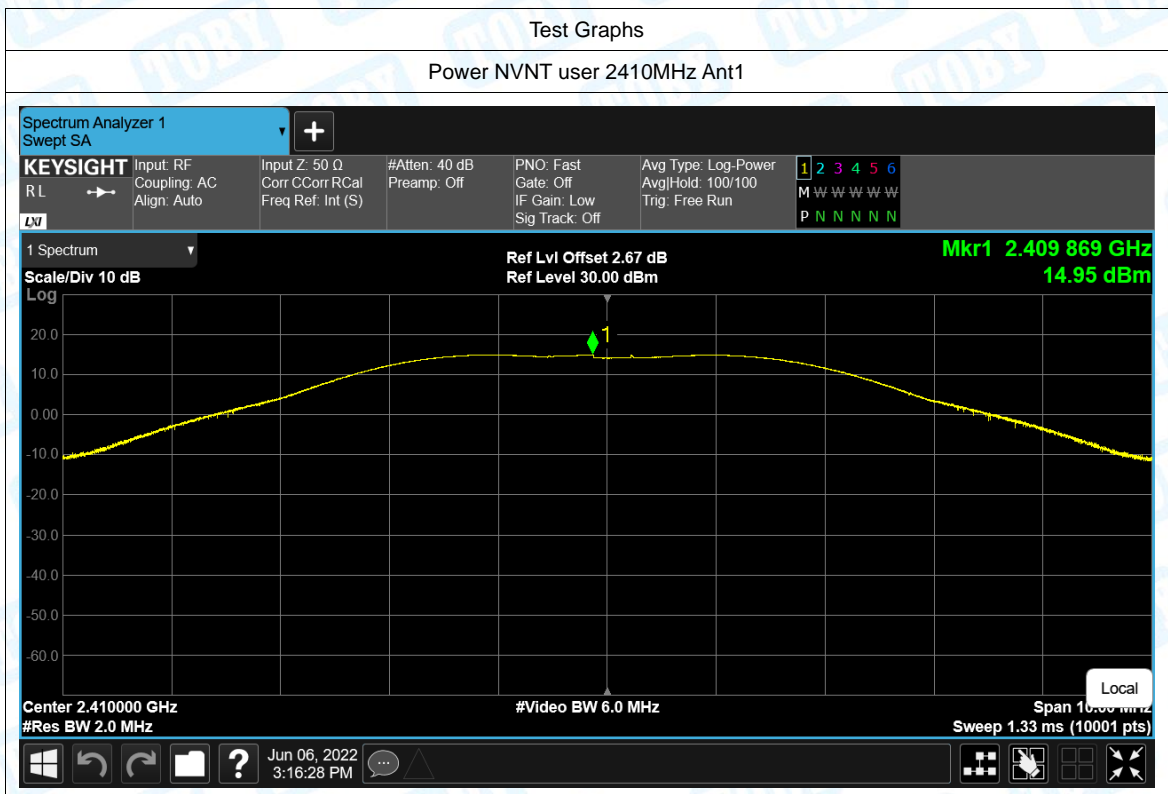 Test Graphs
Power NVNT user 2410MHz Ant1
Spectrum Analyzer 1
Swept SA
+
KEYSIGHT
R L
LXI
Input: RF
Coupling: AC
Align: Auto
Input Z: 50 Ω
Corr CCorr RCal
Freq Ref: Int (S)
#Atten: 40 dB
Preamp: Off
PNO: Fast
Gate: Off
IF Gain: Low
Sig Track: Off
Avg Type: Log-Power
Avg|Hold: 100/100
Trig: Free Run
1 2 3 4 5 6
M W W W W W
P N N N N N
1 Spectrum
Scale/Div 10 dB
Ref Lvl Offset 2.67 dB
Ref Level 30.00 dBm
Mkr1 2.409 869 GHz
14.95 dBm
Log
20.0
10.0
0.00
-10.0
-20.0
-30.0
-40.0
-50.0
-60.0
1
Local
Center 2.410000 GHz
#Res BW 2.0 MHz
#Video BW 6.0 MHz
Span 10.00 MHz
Sweep 1.33 ms (10001 pts)
?
Jun 06, 2022
3:16:28 PM
TOBY